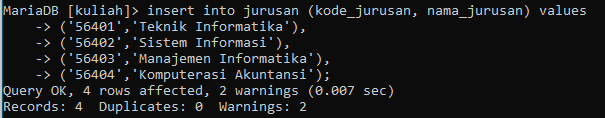 MariaDB [kuliah]> insert into jurusan (kode_jurusan, nama_jurusan) values
-> ('56401','Teknik Informatika'),
-> ('56402','Sistem Informasi'),
-> ('56403','Manajemen Informatika'),
-> ('56404','Komputerasi Akuntansi');
Query OK, 4 rows affected, 2 warnings (0.007 sec)
Records: 4  Duplicates: 0  Warnings: 2